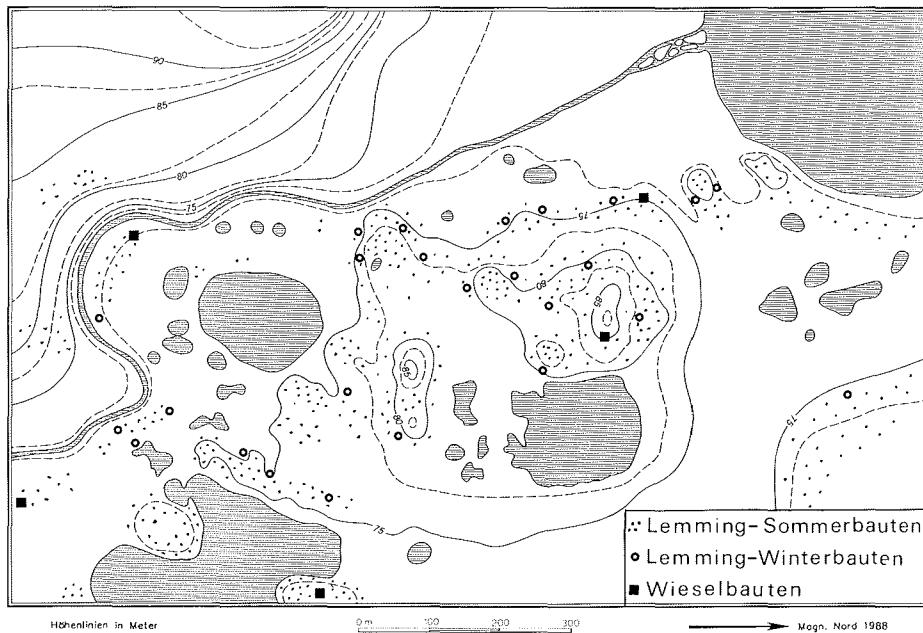 90
85
80
75
75
80
85
85
80
75
75
Lemming-Sommerbauten
Lemming-Winterbauten
Wieselbauten
Höhenlinien in Meter
0 m 100 200 300
Magn. Nord 1988